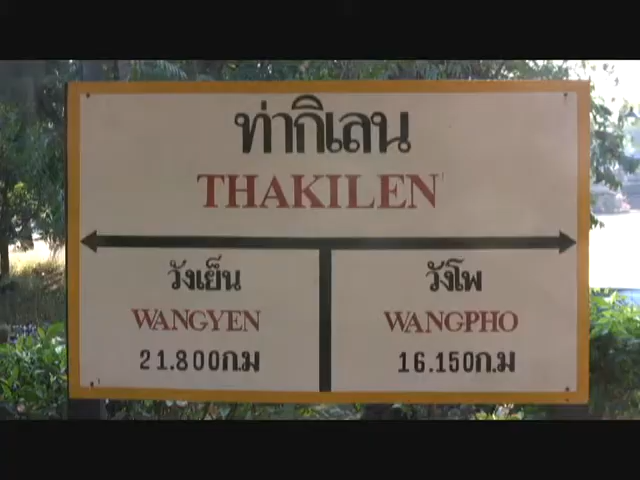 ท่ากิเลน
THAKILEN
วังเย็น
WANGYEN
21.800ก.ม
วังโพ
WANGPHO
16.150ก.ม